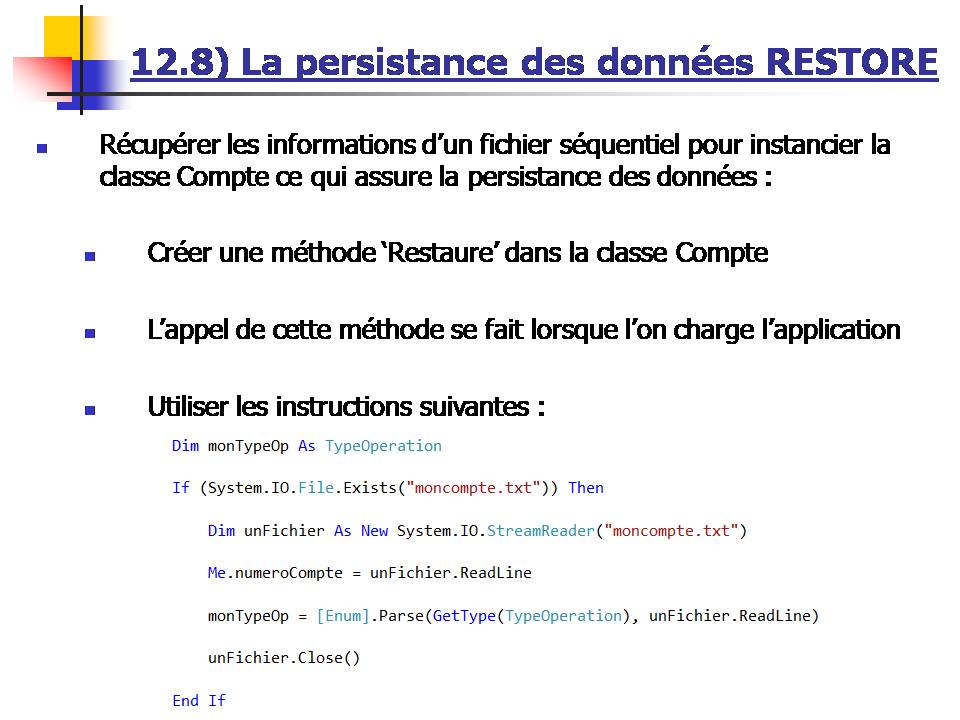 12.8) La persistance des données RESTORE
Récupérer les informations d’un fichier séquentiel pour instancier la
classe Compte ce qui assure la persistance des données :
Créer une méthode ‘Restaure’ dans la classe Compte
L’appel de cette méthode se fait lorsque l’on charge l’application
Utiliser les instructions suivantes :
Dim monTypeOp As TypeOperation
If (System.IO.File.Exists("moncompte.txt")) Then
Dim unFichier As New System.IO.StreamReader("moncompte.txt")
Me.numeroCompte = unFichier.ReadLine
monTypeOp = [Enum].Parse(GetType(TypeOperation), unFichier.ReadLine)
unFichier.Close()
End If